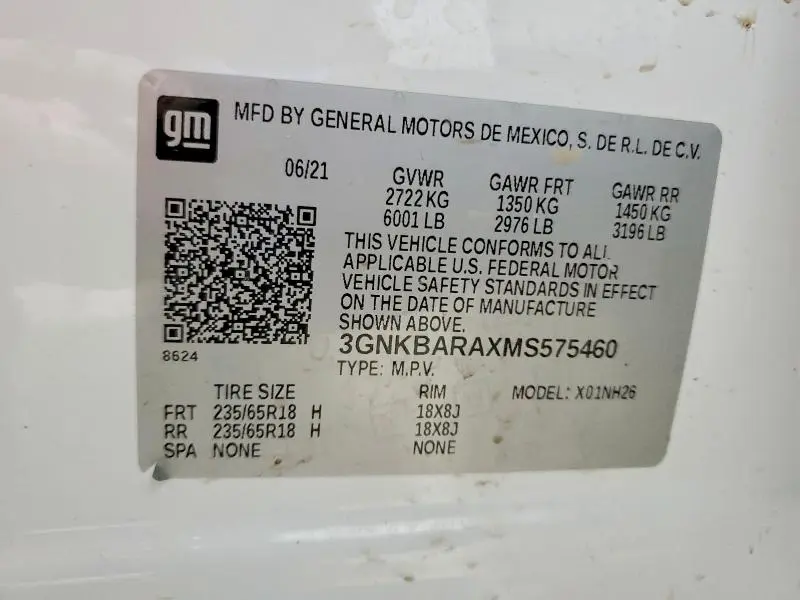 gm
MFD BY GENERAL MOTORS DE MEXICO, S. DE R.L. DE C.V.
06/21 GVWR GAWR FRT GAWR RR
2722 KG 1350 KG 1450 KG
6001 LB 2976 LB 3196 LB
THIS VEHICLE CONFORMS TO ALL
APPLICABLE U.S. FEDERAL MOTOR
VEHICLE SAFETY STANDARDS IN EFFECT
ON THE DATE OF MANUFACTURE
SHOWN ABOVE.
8624
3GNKBARAXMS575460
TYPE: M.P.V.
TIRE SIZE RIM MODEL: X01NH26
FRT 235/65R18 H 18X8J
RR 235/65R18 H 18X8J
SPA NONE NONE